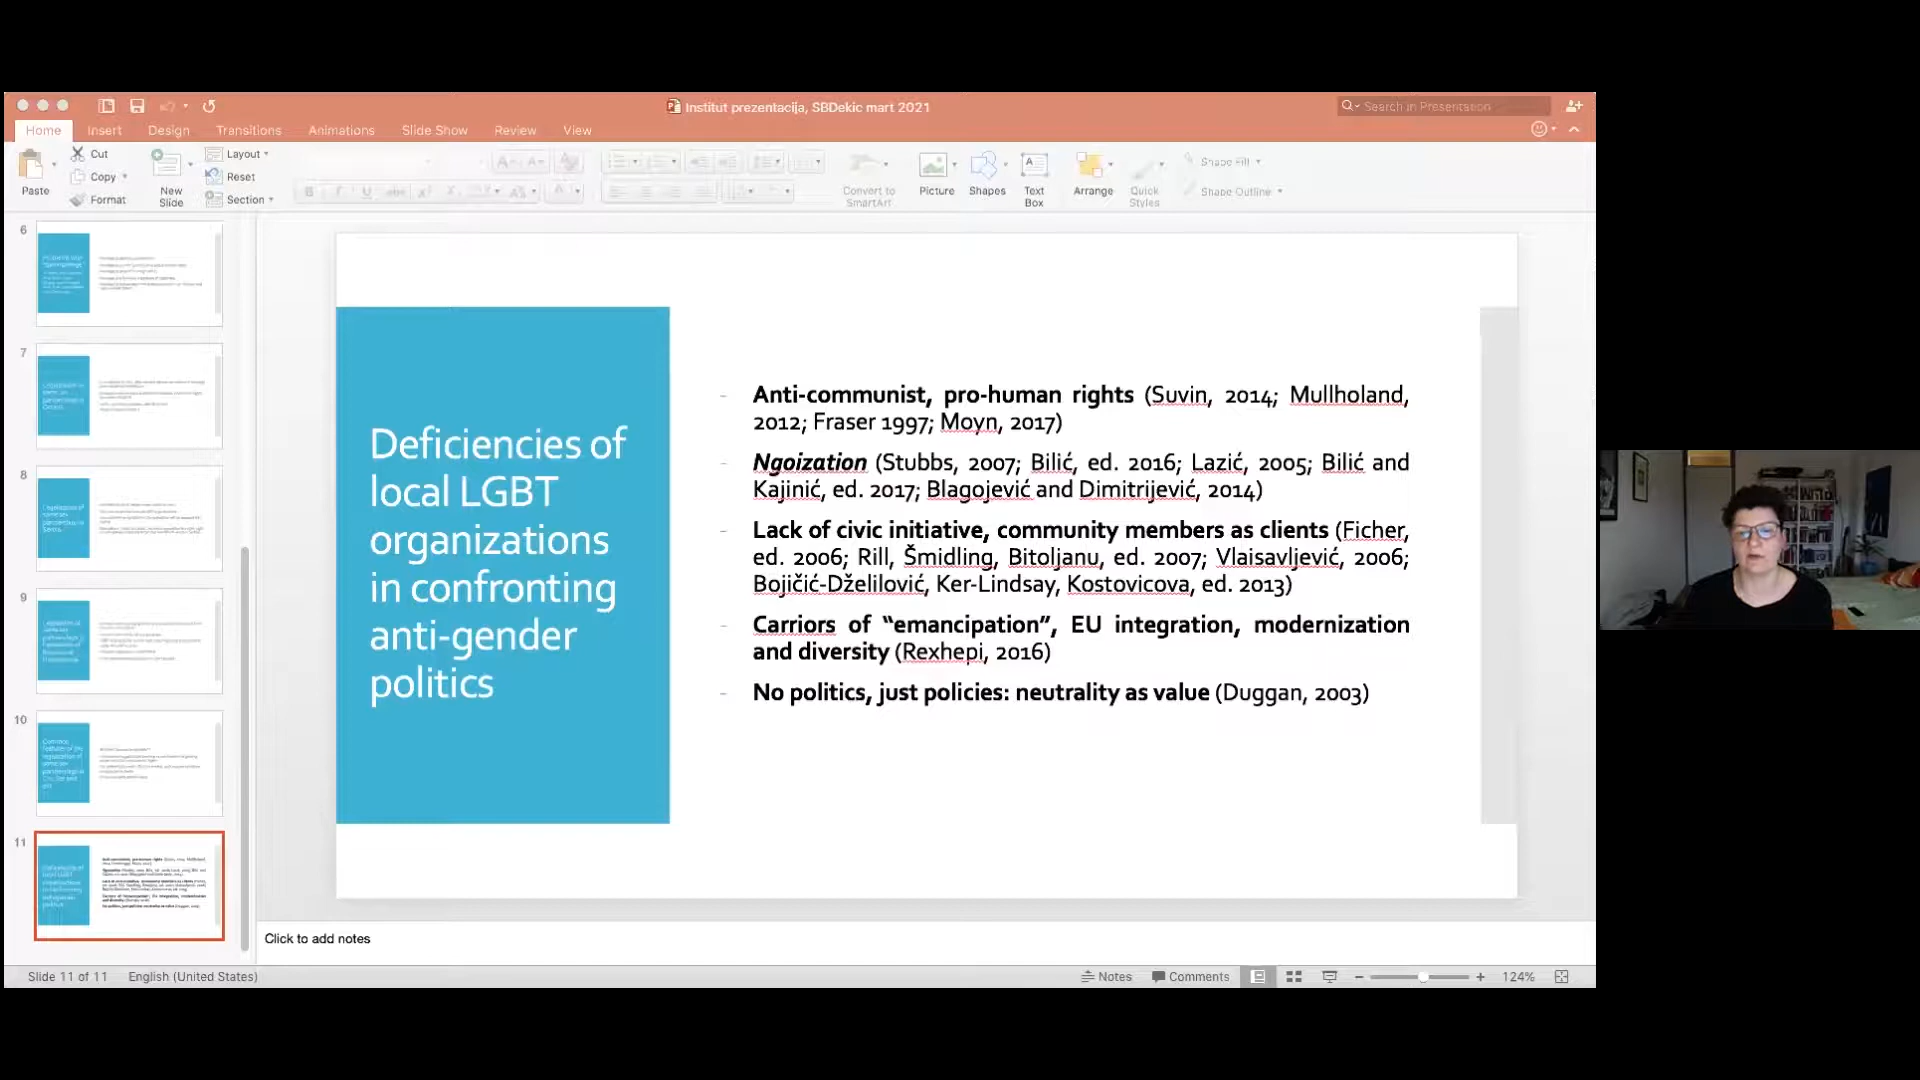 Institut prezentacija, SBDekic mart 2021
Search in Presentation
Home Insert Design Transitions Animations Slide Show Review View
Paste
Cut
Copy
Format
New Slide
Layout
Reset
Section
Convert to SmartArt
Picture
Shapes
Text Box
Arrange
Quick Styles
Shape Fill
Shape Outline
6
7
8
9
10
11
Deficiencies of
local LGBT
organizations
in confronting
anti-gender
politics
- Anti-communist, pro-human rights (Suvin, 2014; Mullholand,
2012; Fraser 1997; Moyn, 2017)
- Ngoization (Stubbs, 2007; Bilić, ed. 2016; Lazić, 2005; Bilić and
Kajinić, ed. 2017; Blagojević and Dimitrijević, 2014)
- Lack of civic initiative, community members as clients (Ficher,
ed. 2006; Rill, Šmidling, Bitoljanu, ed. 2007; Vlaisavljević, 2006;
Bojičić-Dželilović, Ker-Lindsay, Kostovicova, ed. 2013)
- Carriors of “emancipation”, EU integration, modernization
and diversity (Rexhepi, 2016)
- No politics, just policies: neutrality as value (Duggan, 2003)
Click to add notes
Slide 11 of 11 English (United States)
Notes Comments 124%